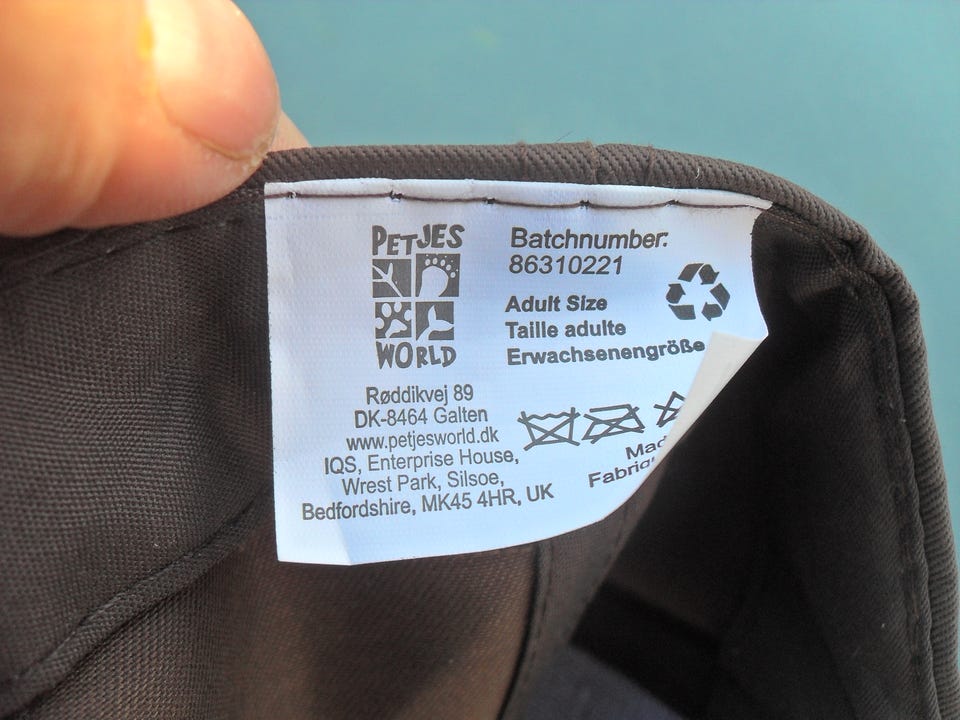 PETJES
WORLD
Røddikvej 89
DK-8464 Galten
www.petjesworld.dk
IQS, Enterprise House,
Wrest Park, Silsoe,
Bedfordshire, MK45 4HR, UK
Batchnumber:
86310221
Adult Size
Taille adulte
Erwachsenengröße